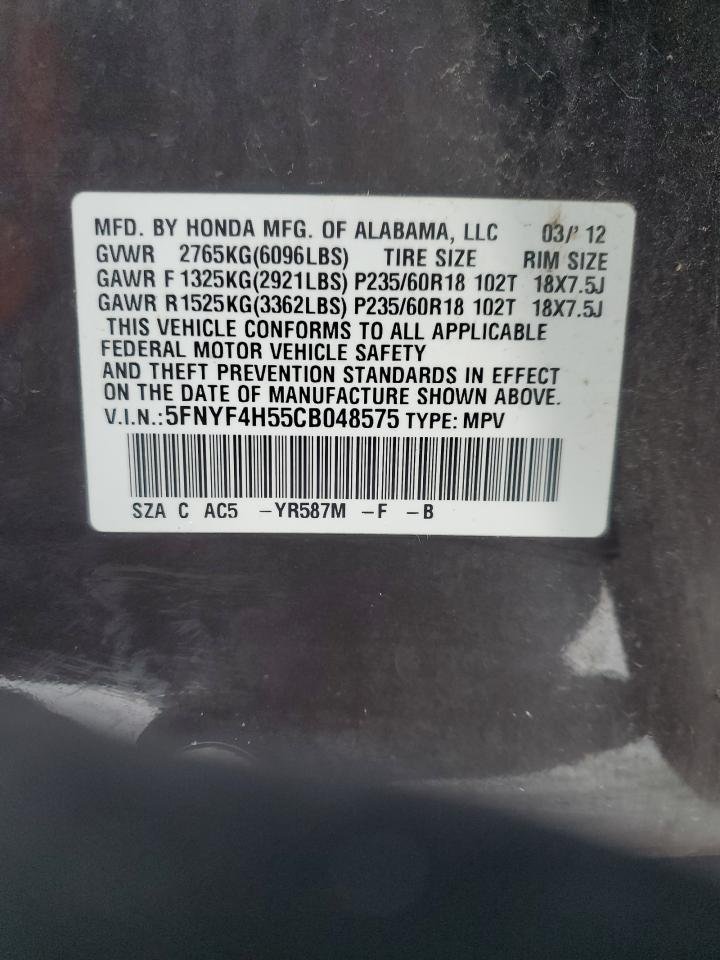 MFD. BY HONDA MFG. OF ALABAMA, LLC 03/12
GVWR 2765KG(6096LBS) TIRE SIZE RIM SIZE
GAWR F 1325KG(2921LBS) P235/60R18 102T 18X7.5J
GAWR R1525KG(3362LBS) P235/60R18 102T 18X7.5J
THIS VEHICLE CONFORMS TO ALL APPLICABLE
FEDERAL MOTOR VEHICLE SAFETY
AND THEFT PREVENTION STANDARDS IN EFFECT
ON THE DATE OF MANUFACTURE SHOWN ABOVE.
V.I.N.:5FNYF4H55CB048575 TYPE: MPV
SZA C AC5 -YR587M -F -B